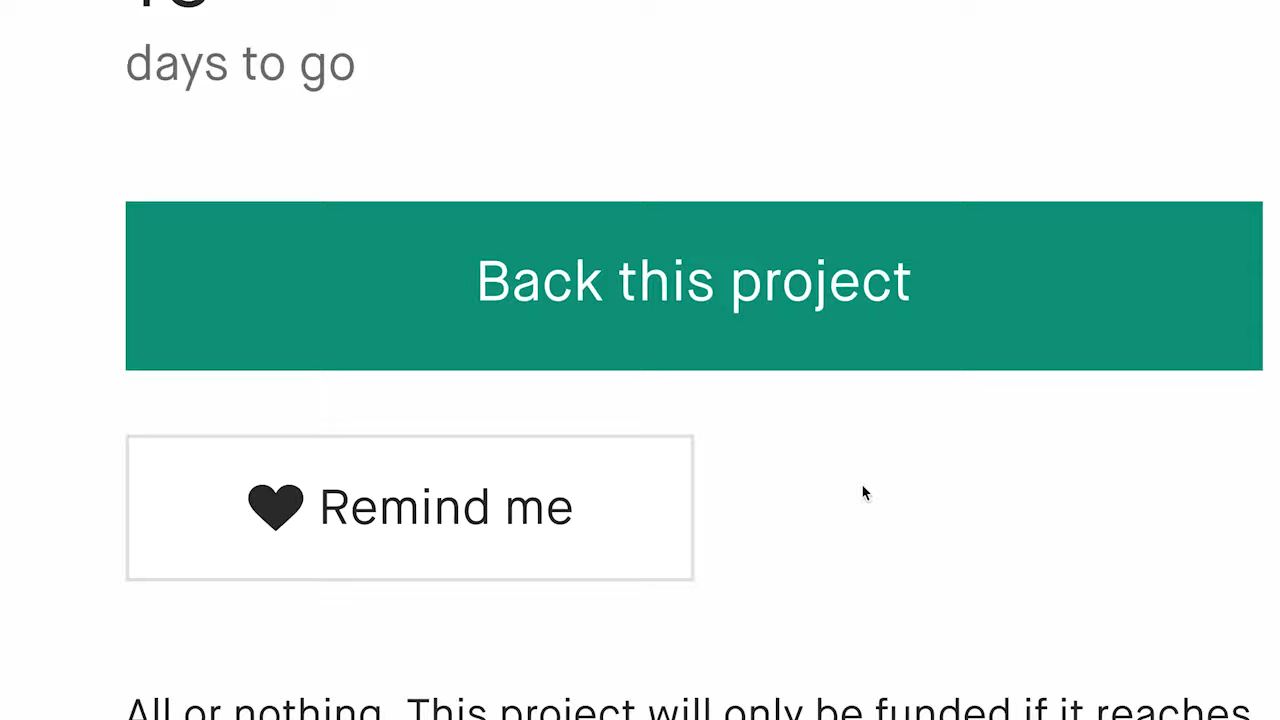 days to go
Back this project
Remind me
All or nothing. This project will only be funded if it reaches